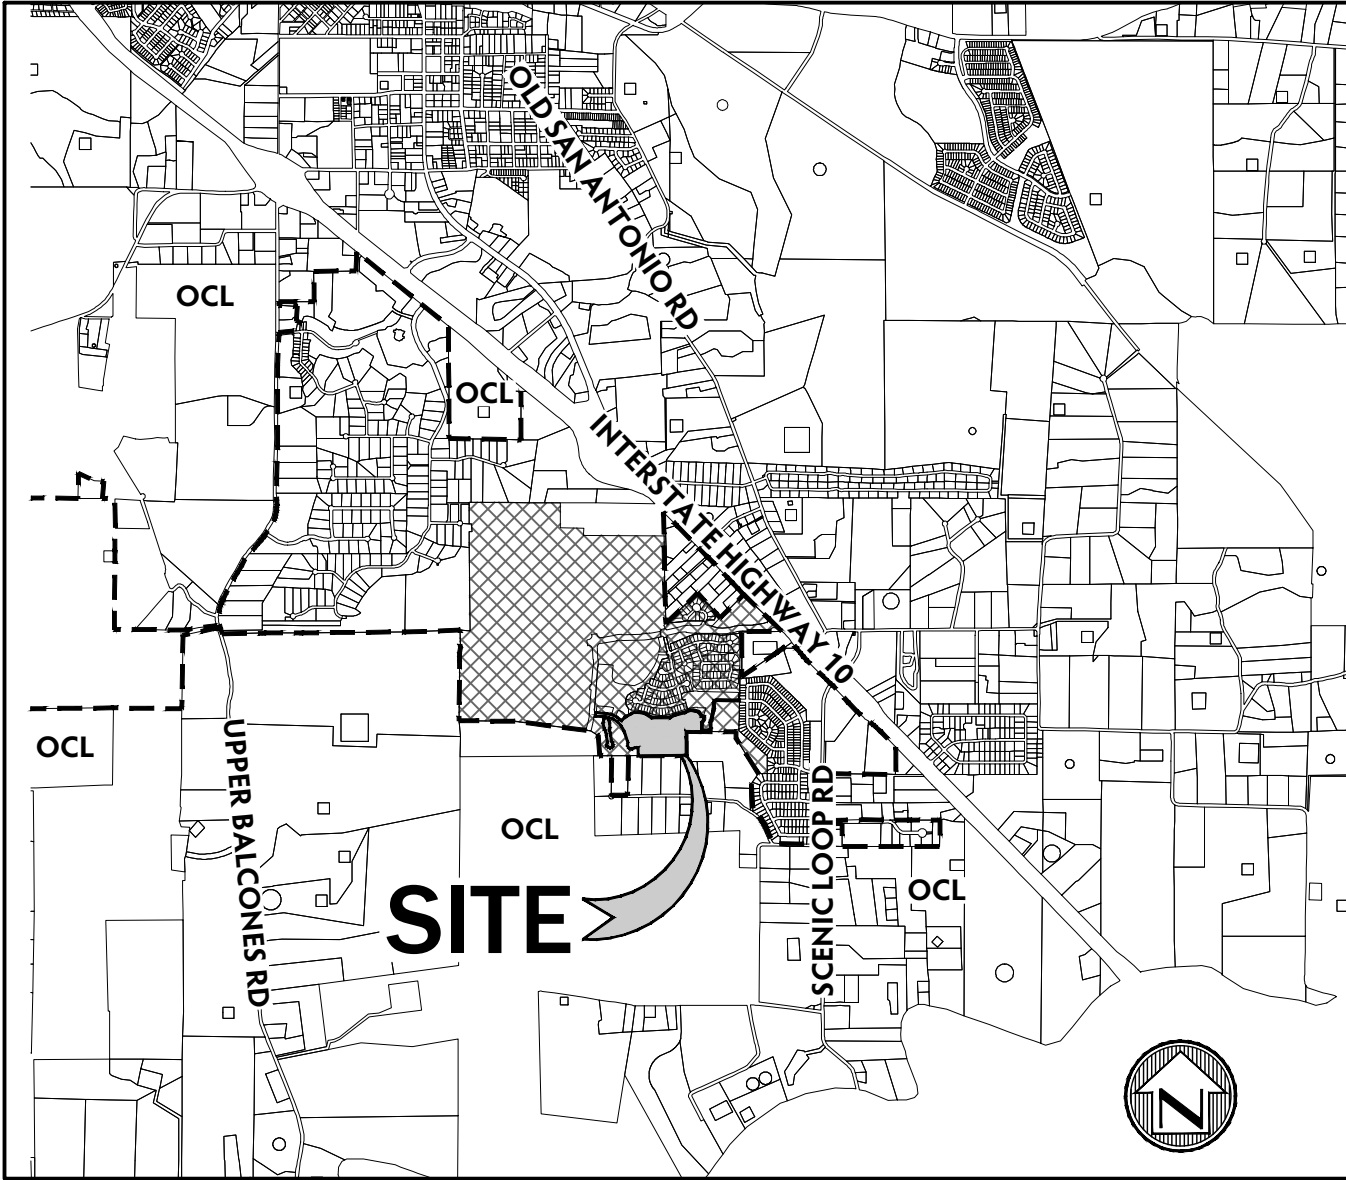 OLD SAN ANTONIO RD
OCL
OCL
INTERSTATE HIGHWAY 10
OCL
UPPER BALCONES RD
OCL
SCENIC LOOP RD
OCL
SITE
N